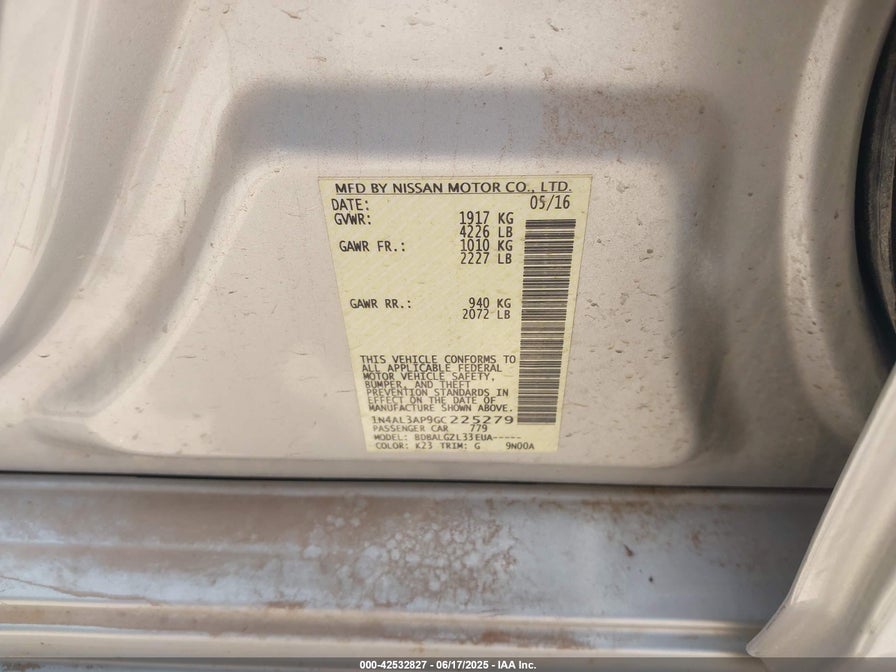 MFD BY NISSAN MOTOR CO., LTD.
DATE: 05/16
GVWR: 1917 KG
4226 LB
GAWR FR.: 1010 KG
2227 LB
GAWR RR.: 940 KG
2072 LB
THIS VEHICLE CONFORMS TO
ALL APPLICABLE FEDERAL
MOTOR VEHICLE SAFETY,
BUMPER, AND THEFT
PREVENTION STANDARDS IN
EFFECT ON THE DATE OF
MANUFACTURE SHOWN ABOVE.
1N4AL3AP9GC225279
PASSENGER CAR 779
MODEL: BDBALGZL33EUA-----
COLOR: K23 TRIM: G 9N00A
000-42532827 - 06/17/2025 - IAA Inc.